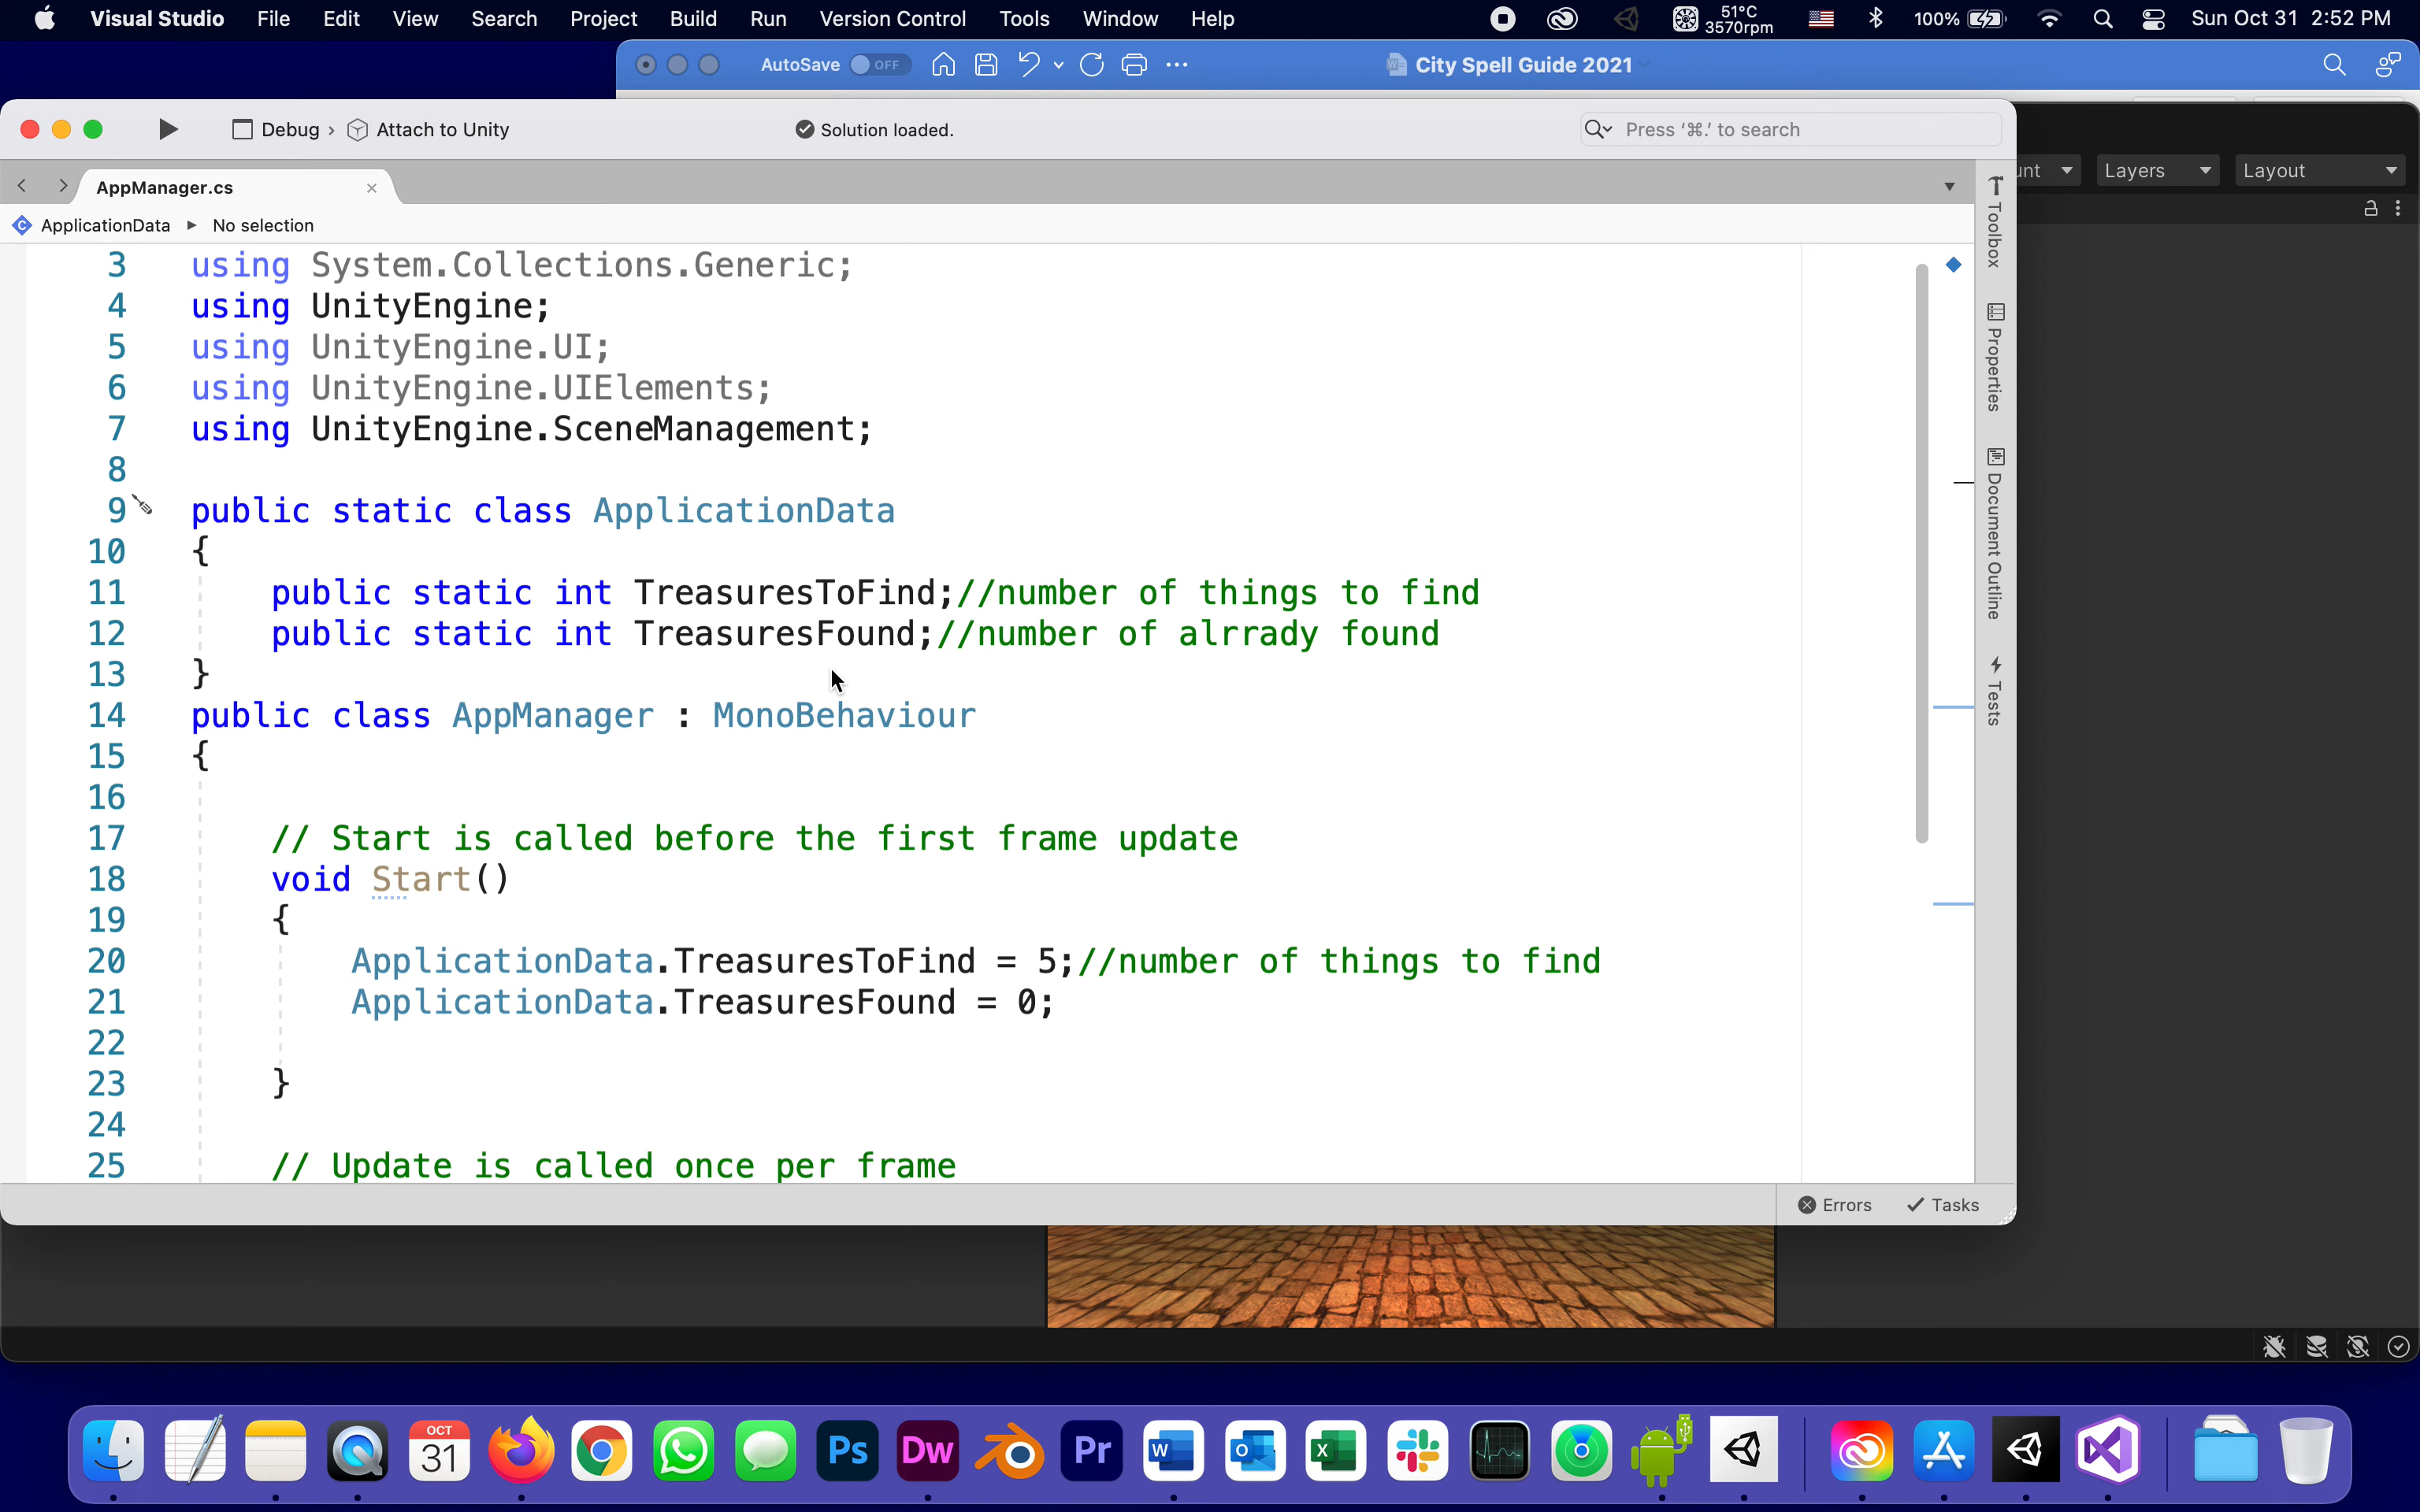 Visual Studio File Edit View Search Project Build Run Version Control Tools Window Help 51°C 3570rpm 100% Sun Oct 31 2:52 PM
AutoSave OFF City Spell Guide 2021
Debug › Attach to Unity Solution loaded. Press ‘⌘.’ to search
unt Layers Layout
AppManager.cs
ApplicationData No selection
3 using System.Collections.Generic;
4 using UnityEngine;
5 using UnityEngine.UI;
6 using UnityEngine.UIElements;
7 using UnityEngine.SceneManagement;
8
9 public static class ApplicationData
10 {
11 public static int TreasuresToFind;//number of things to find
12 public static int TreasuresFound;//number of alrrady found
13 }
14 public class AppManager : MonoBehaviour
15 {
16
17 // Start is called before the first frame update
18 void Start()
19 {
20 ApplicationData.TreasuresToFind = 5;//number of things to find
21 ApplicationData.TreasuresFound = 0;
22
23 }
24
25 // Update is called once per frame
Toolbox
Properties
Document Outline
Tests
Errors Tasks
OCT
31
Ps Dw Pr W O X